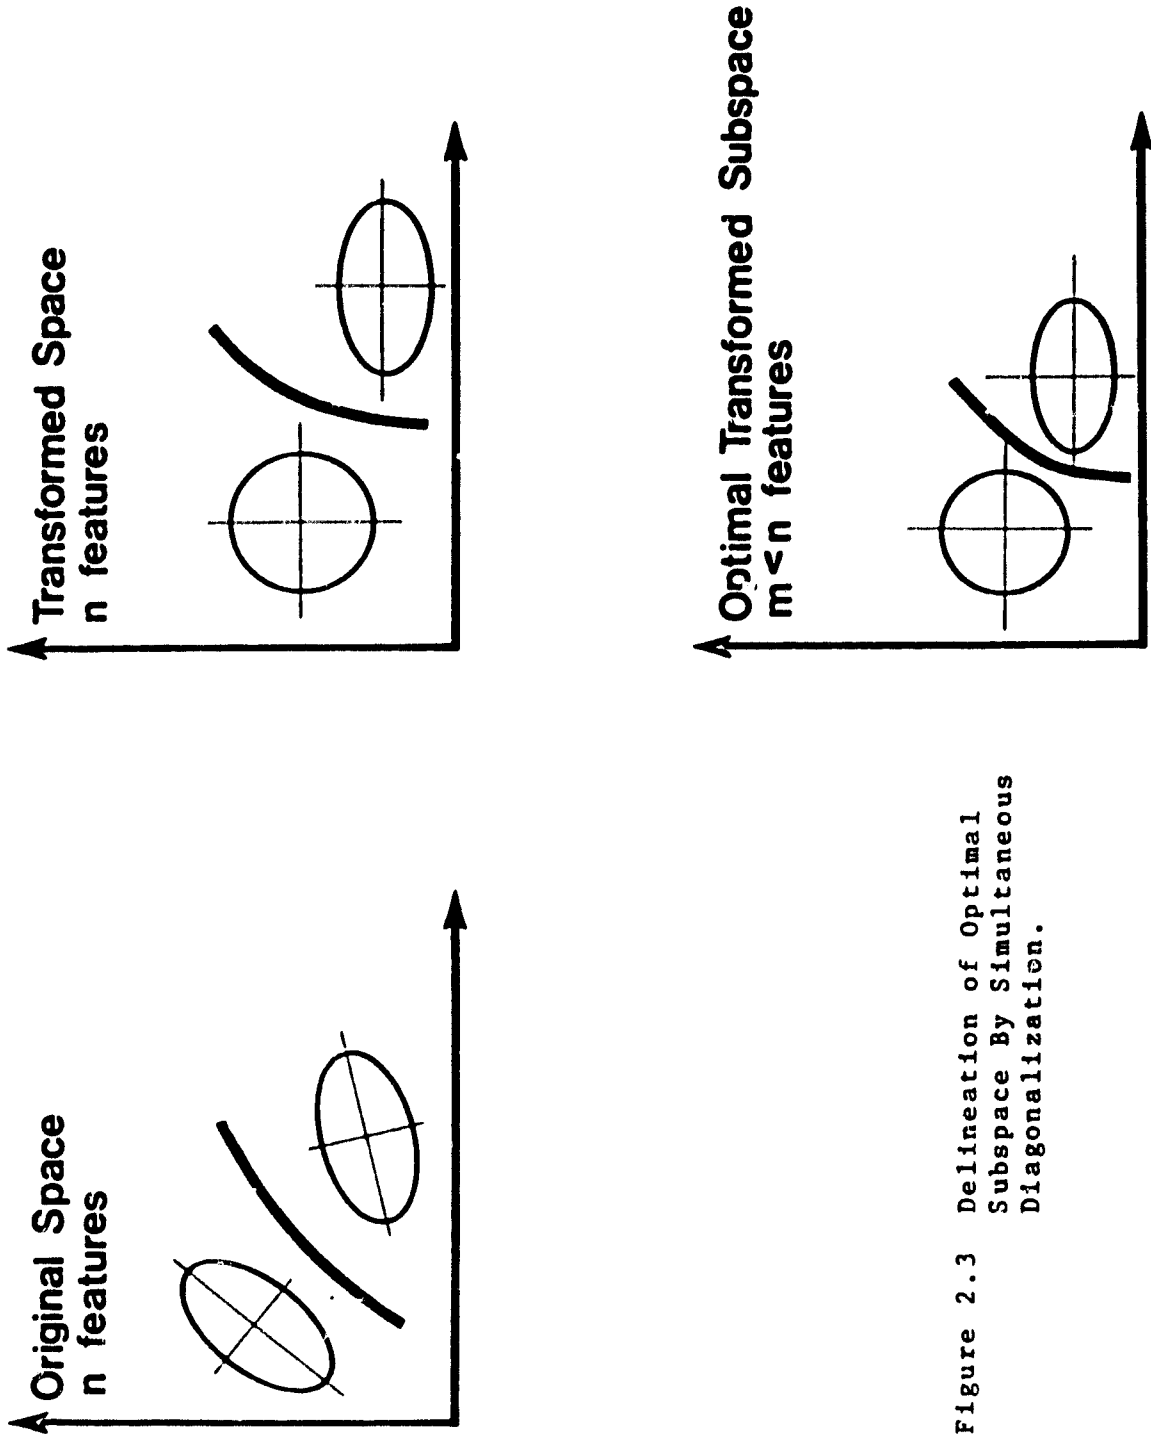 Original Space
n features
Transformed Space
n features
Optimal Transformed Subspace
m < n features
Figure 2.3 Delineation of Optimal
Subspace By Simultaneous
Diagonalization.